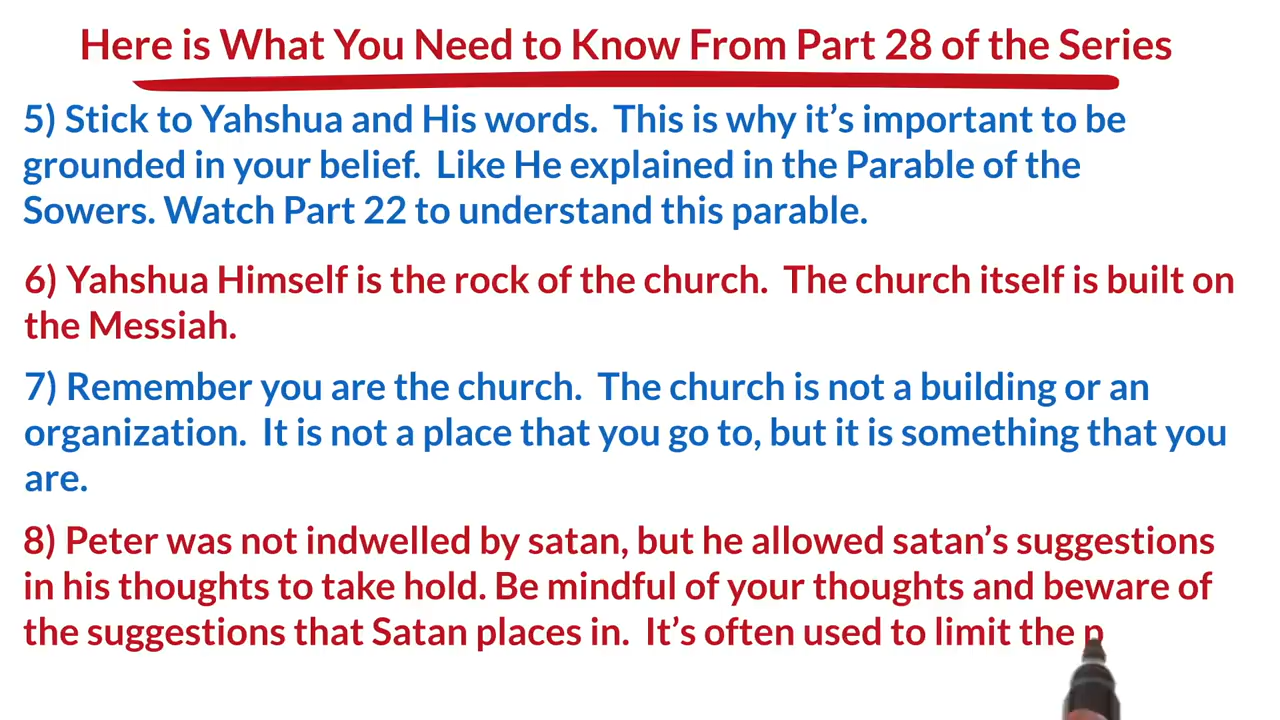 Here is What You Need to Know From Part 28 of the Series
5) Stick to Yahshua and His words.  This is why it's important to be
grounded in your belief.  Like He explained in the Parable of the
Sowers. Watch Part 22 to understand this parable.
6) Yahshua Himself is the rock of the church.  The church itself is built on
the Messiah.
7) Remember you are the church.  The church is not a building or an
organization.  It is not a place that you go to, but it is something that you
are.
8) Peter was not indwelled by satan, but he allowed satan's suggestions
in his thoughts to take hold. Be mindful of your thoughts and beware of
the suggestions that Satan places in.  It's often used to limit the